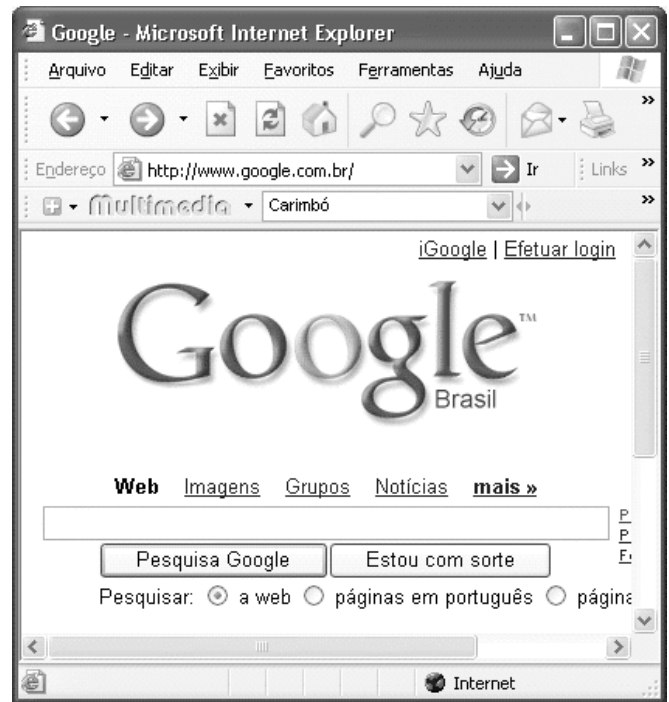 Google - Microsoft Internet Explorer
Arquivo Editar Exibir Favoritos Ferramentas Ajuda
Endereço http://www.google.com.br/ Ir Links
Multimedia Carimbó
iGoogle | Efetuar login
Google™
Brasil
Web Imagens Grupos Notícias mais »
P
P
Pesquisa Google Estou com sorte
Pesquisar: a web páginas em português página
Internet